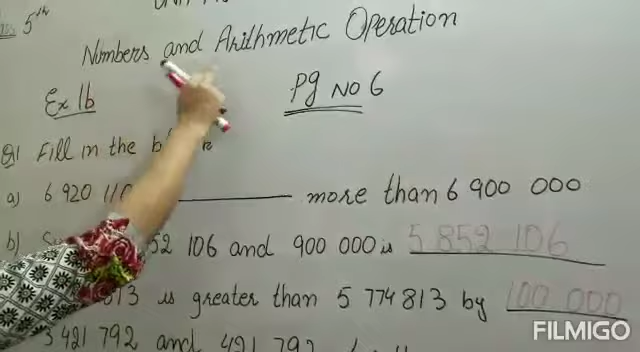 5th
Numbers and Arithmetic Operation
Ex 1b
Pg No 6
Q1 Fill in the
a) 6 920 110 ________ more than 6 900 000
b) 52 106 and 900 000 is 5 852 106
813 is greater than 5 774 813 by 100 000
3 421 792 and 421 792
FILMIGO